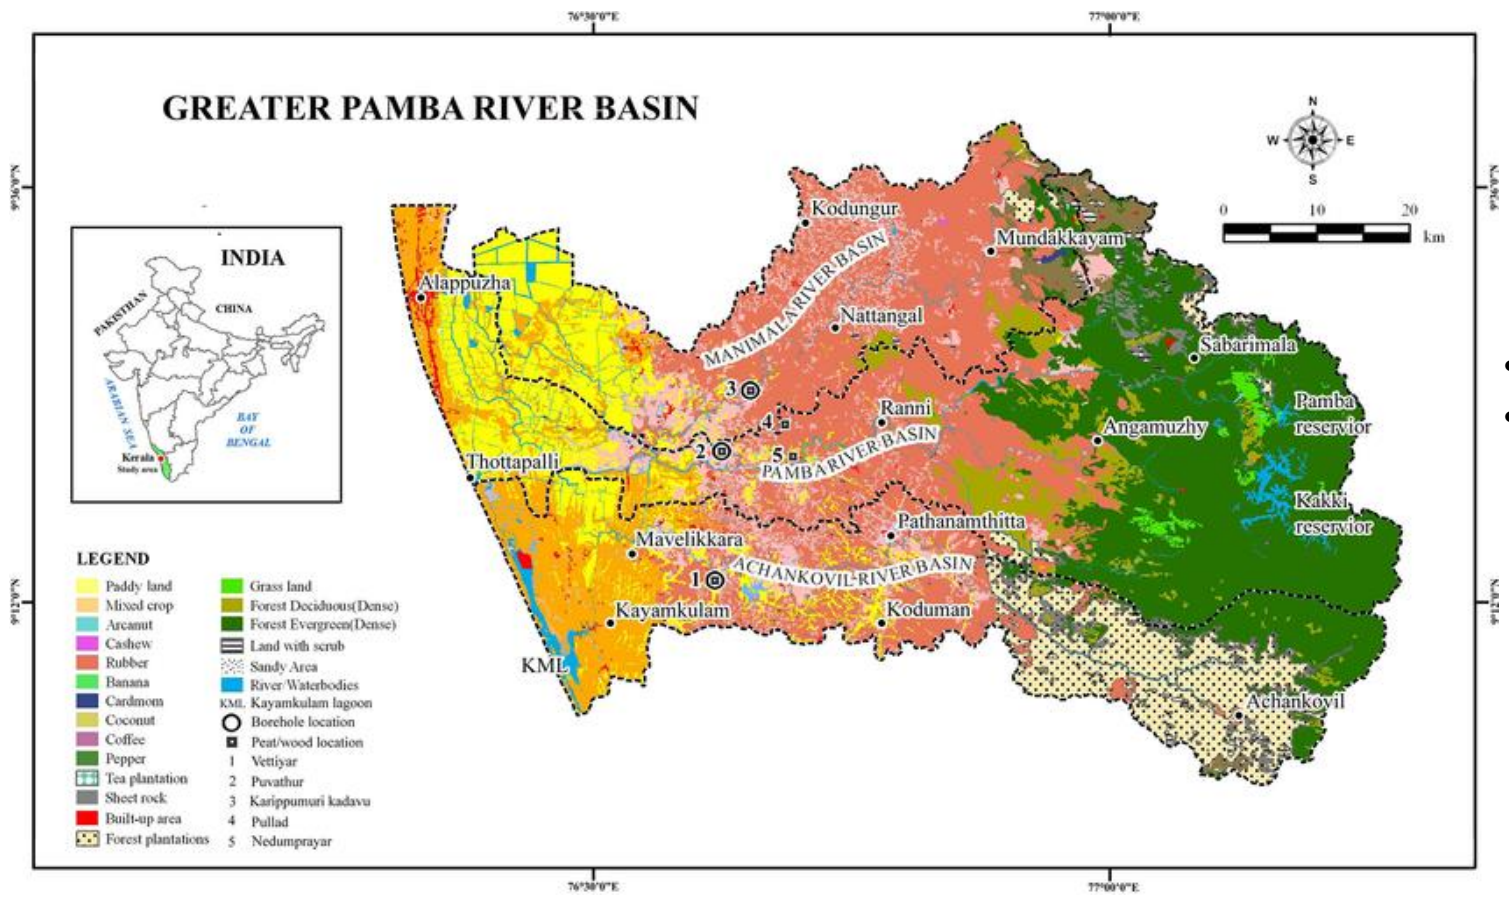 76°30'0"E
77°00'0"E
GREATER PAMBA RIVER BASIN
N
W
E
S
9°36'0"N
9°36'0"N
0
10
20
km
INDIA
PAKISTHAN
CHINA
ARABIAN SEA
BAY
OF
BENGAL
Kerala
Study area
Kodungur
Mundakkayam
MANIMALA RIVER BASIN
Alappuzha
Nattangal
Sabarimala
3
4
Ranni
Pamba
reservior
Angamuzhy
2
5
PAMBA RIVER BASIN
Thottapalli
Kakki
reservior
Pathanamthitta
Mavelikkara
ACHANKOVIL RIVER BASIN
1
Kayamkulam
Koduman
KML
Achankovil
9°12'0"N
9°12'0"N
LEGEND
Paddy land
Mixed crop
Arcanut
Cashew
Rubber
Banana
Cardmom
Coconut
Coffee
Pepper
Tea plantation
Sheet rock
Built-up area
Forest plantations
Grass land
Forest Deciduous(Dense)
Forest Evergreen(Dense)
Land with scrub
Sandy Area
River/Waterbodies
KML Kayamkulam lagoon
Borehole location
Peat/wood location
1 Vettiyar
2 Puvathur
3 Karippumuri kadavu
4 Pullad
5 Nedumprayar
76°30'0"E
77°00'0"E